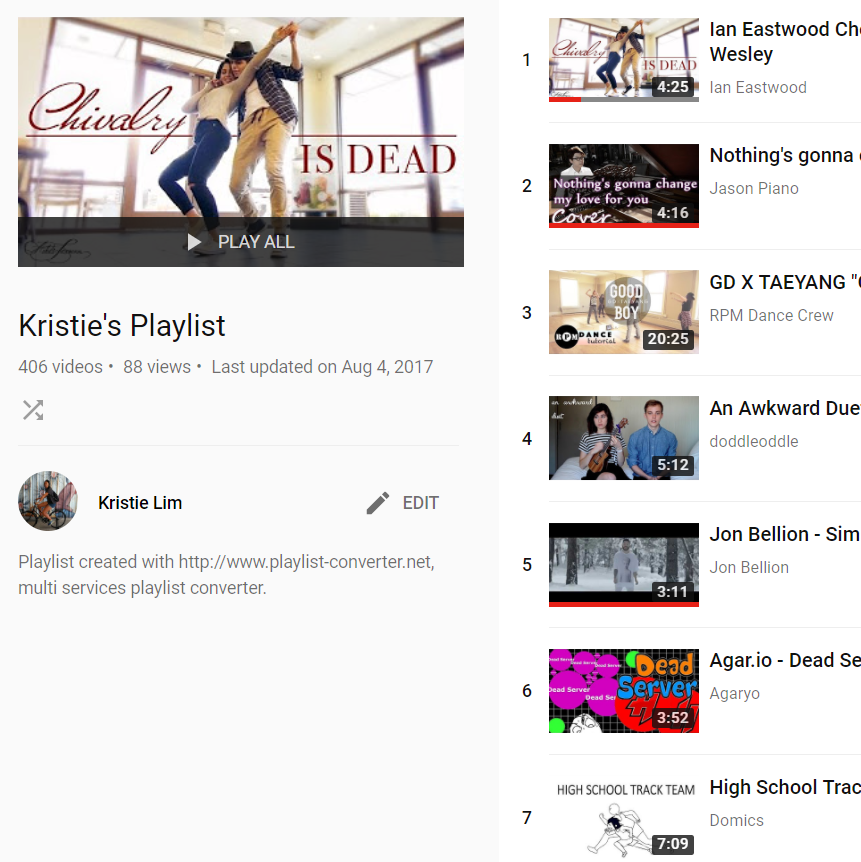 Chivalry
IS DEAD
PLAY ALL
Kristie's Playlist
406 videos • 88 views • Last updated on Aug 4, 2017
Kristie Lim
EDIT
Playlist created with http://www.playlist-converter.net,
multi services playlist converter.
1
Chivalry
IS DEAD
4:25
Ian Eastwood Cho
Wesley
Ian Eastwood
2
Nothing's gonna change
my love for you
Cover
4:16
Nothing's gonna
Jason Piano
3
GOOD
BOY
RPM DANCE
tutorial
20:25
GD X TAEYANG "
RPM Dance Crew
4
an awkward
duet
5:12
An Awkward Due
doddleoddle
5
3:11
Jon Bellion - Sim
Jon Bellion
6
Dead Server
Dead Server
Dead Server
Dead Server
Dead
Server
3:52
Agar.io - Dead Se
Agaryo
7
HIGH SCHOOL TRACK TEAM
7:09
High School Trac
Domics